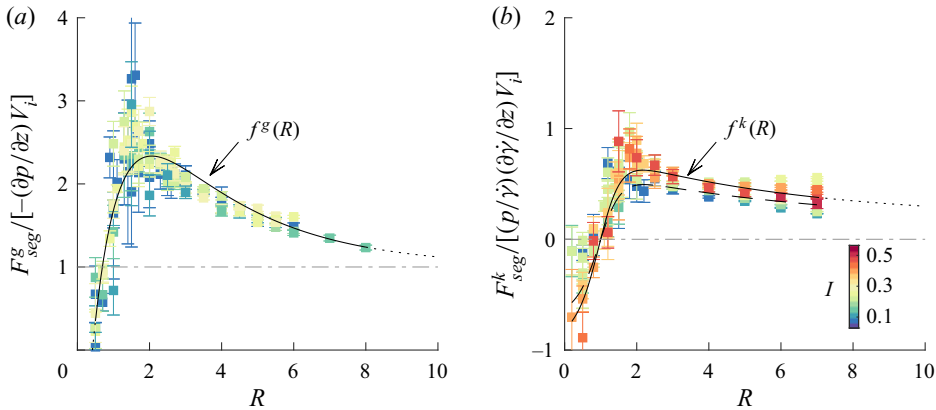 (a)
4
3
2
1
0
2
4
6
8
10
F^g_seg/[-(∂p/∂z)V_i]
f^g(R)
R
(b)
2
1
0
−1
0
2
4
6
8
10
F^k_seg/[(p/γ̇)(∂γ̇/∂z)V_i]
f^k(R)
I
0.5
0.3
0.1
R